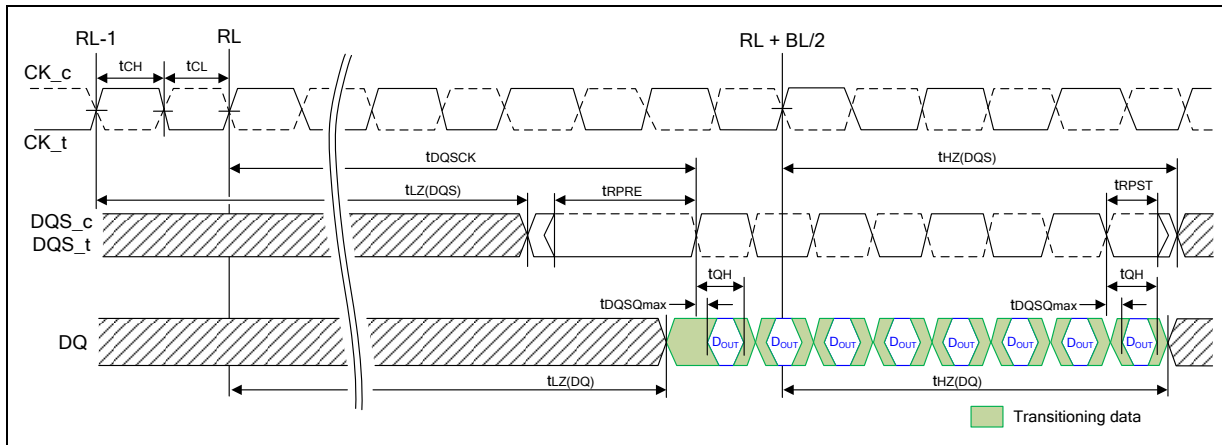 RL-1
RL
RL + BL/2
CK_c
tCH
tCL
CK_t
tDQSCK
tHZ(DQS)
tLZ(DQS)
tRPRE
tRPST
DQS_c
DQS_t
tQH
tQH
tDQSQmax
tDQSQmax
DQ
DOUT DOUT DOUT DOUT DOUT DOUT DOUT DOUT
tLZ(DQ)
tHZ(DQ)
Transitioning data